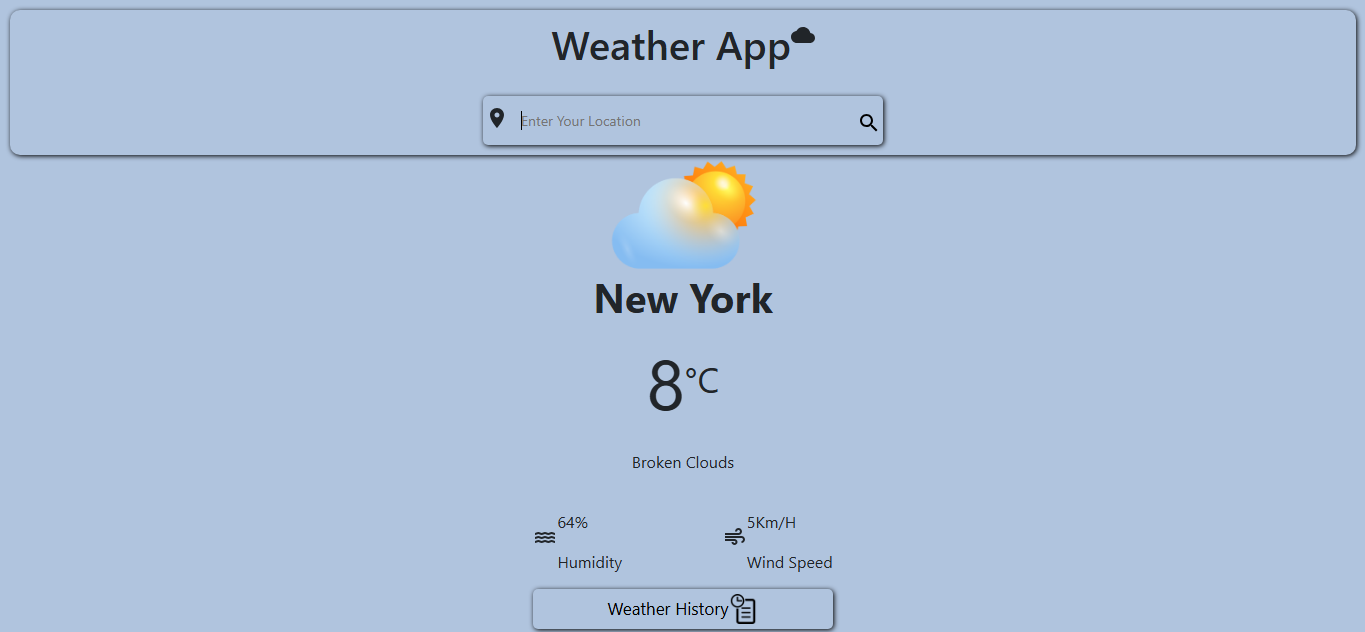 Weather App
Enter Your Location
New York
8°C
Broken Clouds
64% 5Km/H
Humidity Wind Speed
Weather History